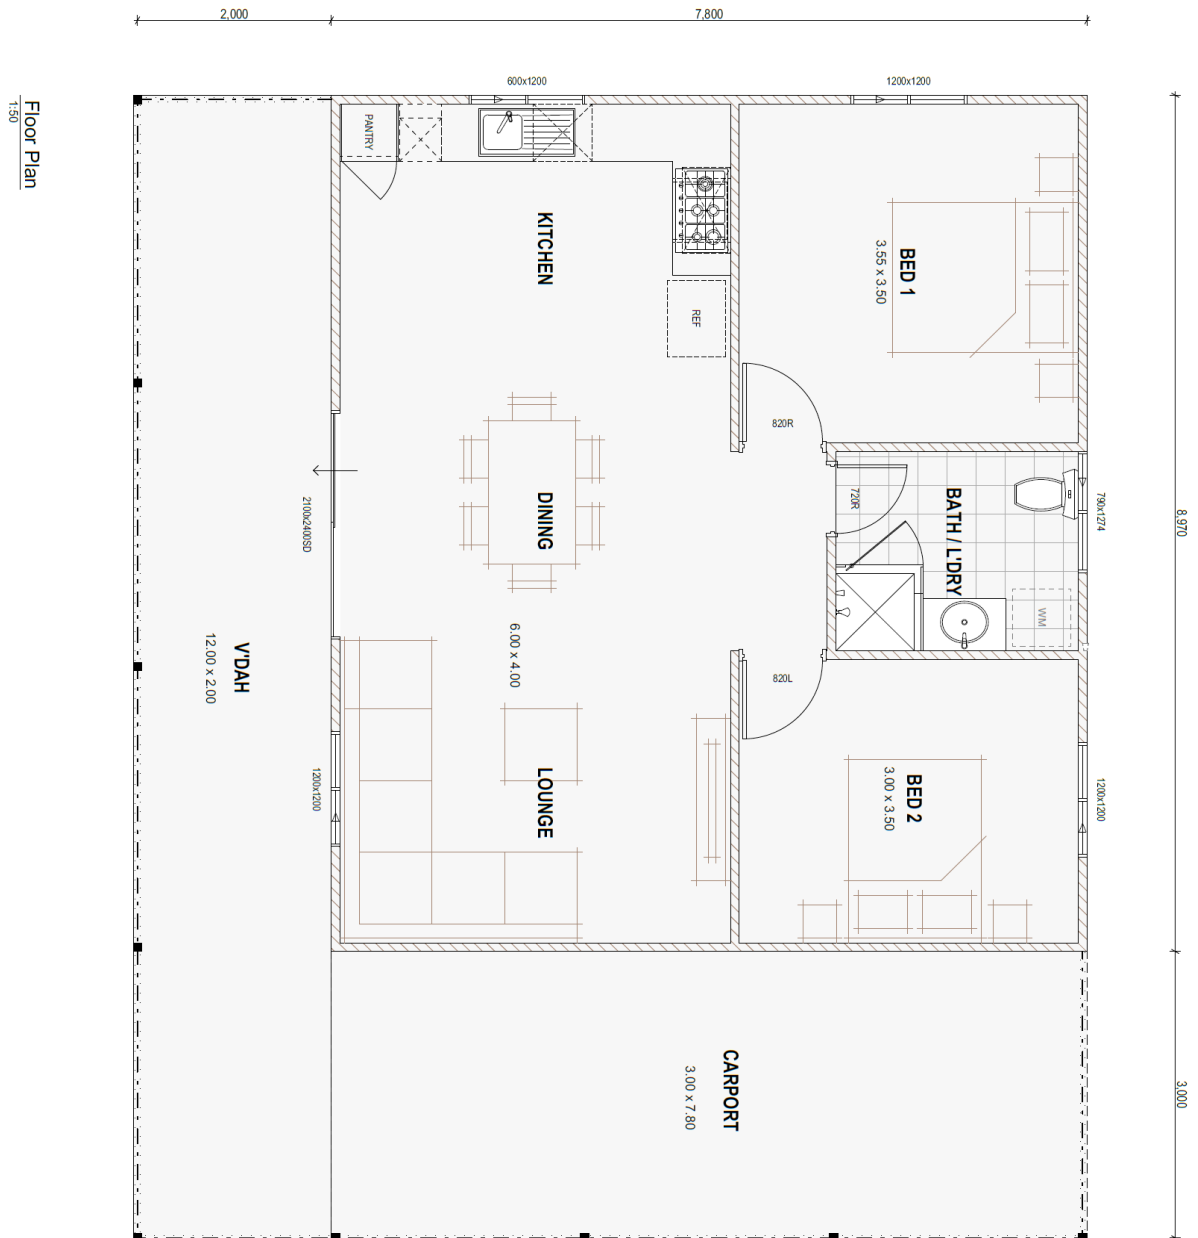 2,000
7,800
600x1200
1200x1200
Floor Plan
1:50
PANTRY
KITCHEN
REF
BED 1
3.55 x 3.50
820R
720R
BATH / L'DRY
WM
790x1274
8,970
2100x2400SD
DINING
6.00 x 4.00
V'DAH
12.00 x 2.00
820L
LOUNGE
1200x1200
BED 2
3.00 x 3.50
1200x1200
CARPORT
3.00 x 7.80
3,000